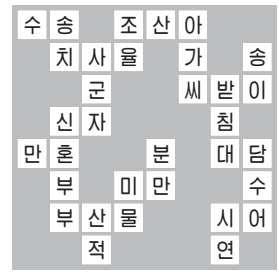 수 송 조 산 아
치 사 율 가 송
군 씨 받 이
신 자 침
만 혼 분 대 담
부 미 만 수
부 산 물 시 어
적 연